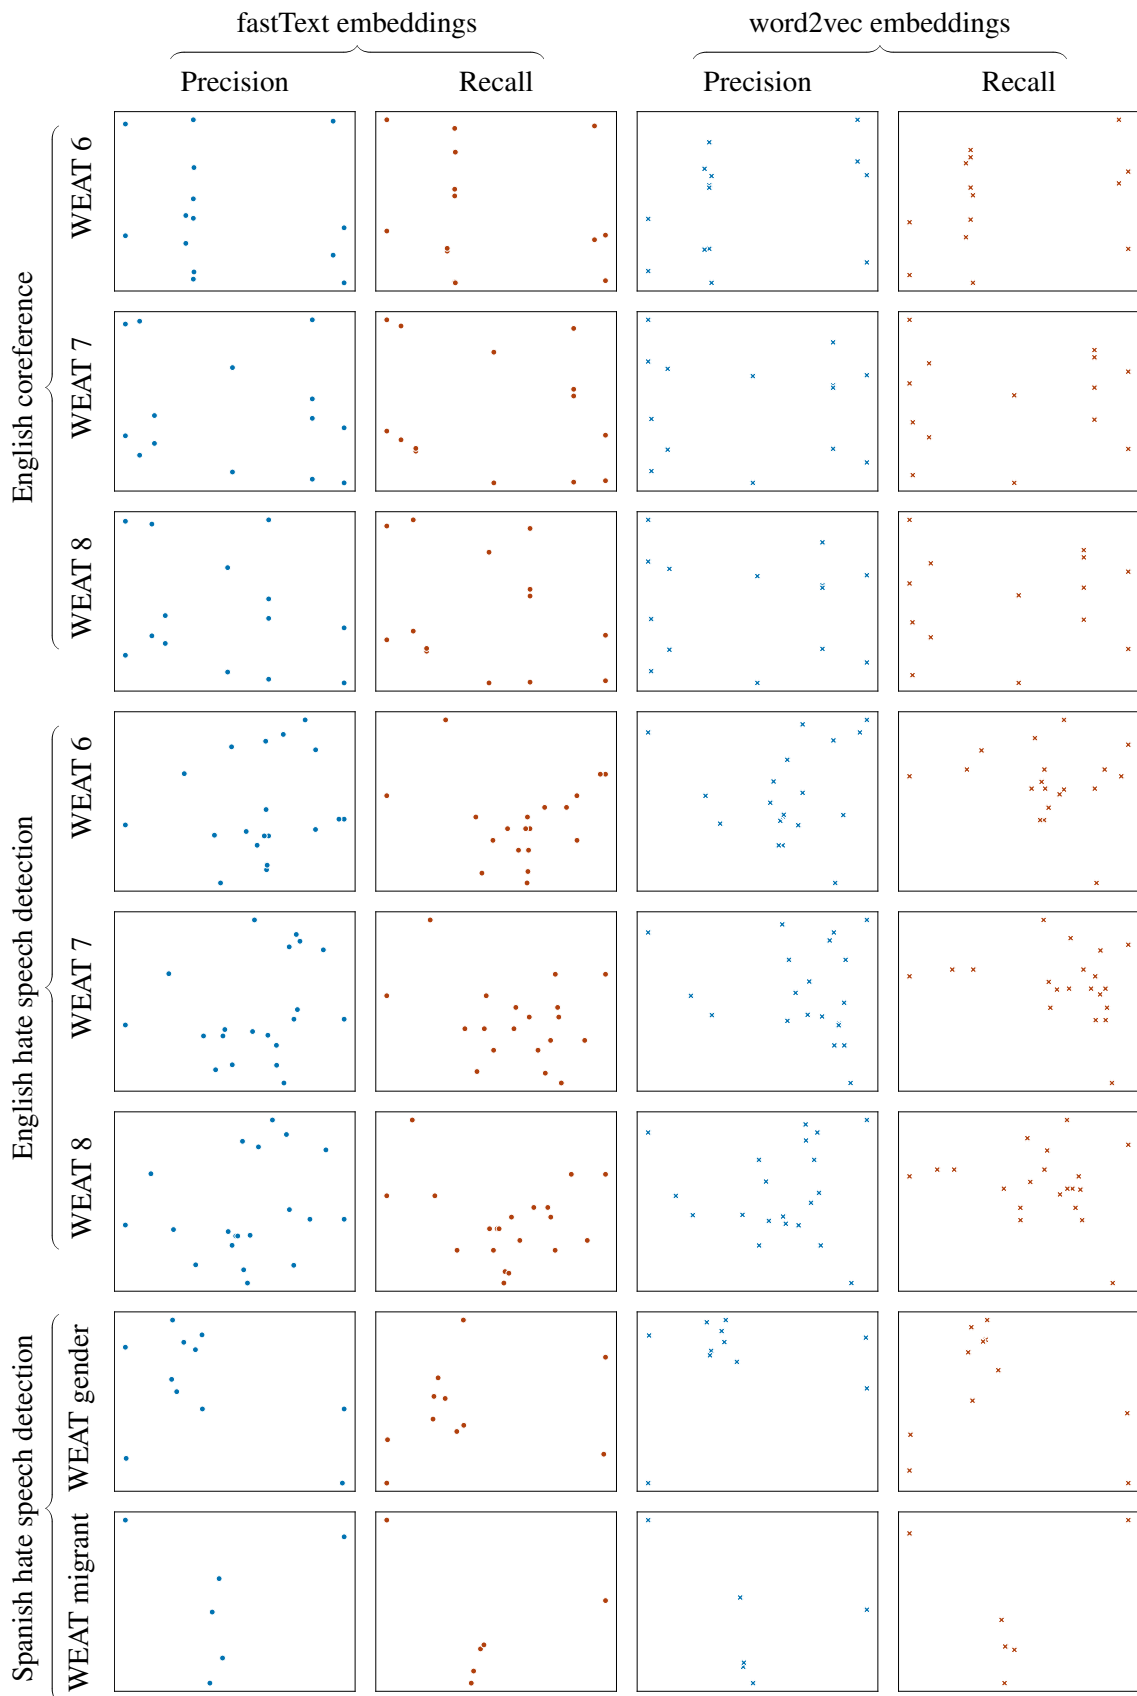 fastText embeddings
word2vec embeddings
Precision
Recall
Precision
Recall
English coreference
WEAT 6
WEAT 7
WEAT 8
English hate speech detection
WEAT 6
WEAT 7
WEAT 8
Spanish hate speech detection
WEAT gender
WEAT migrant